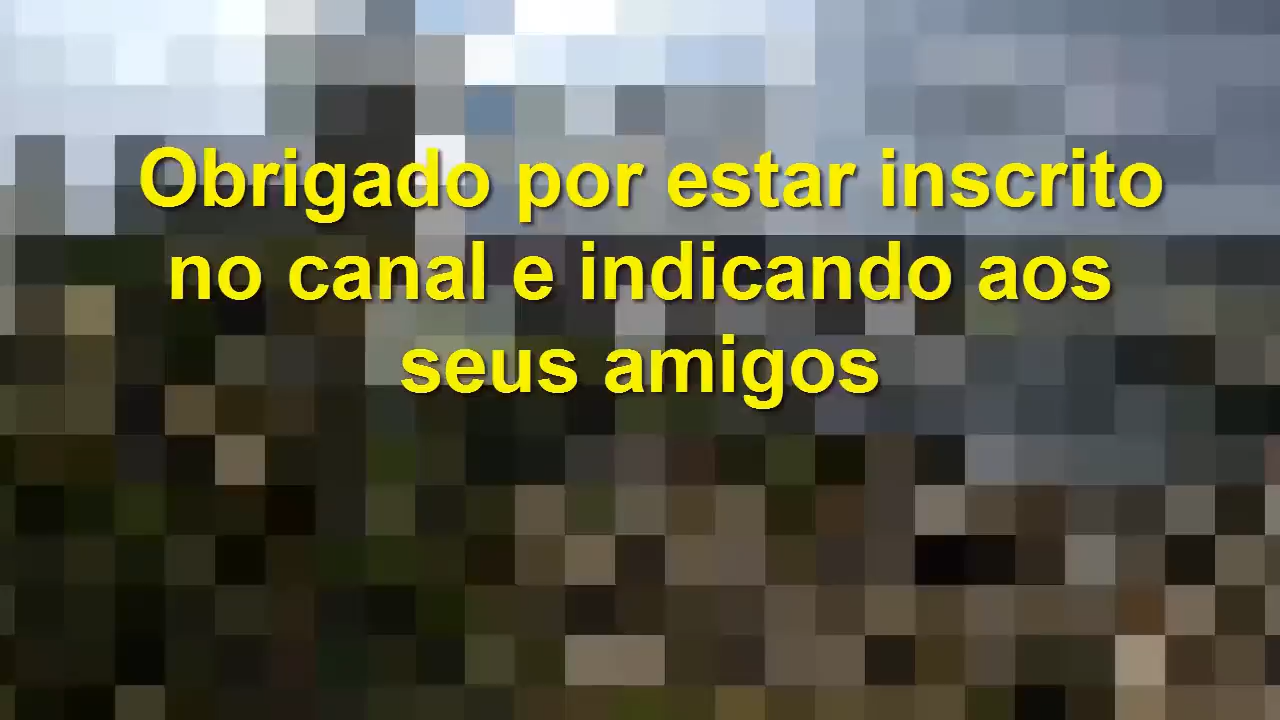 Obrigado por estar inscrito
no canal e indicando aos
seus amigos